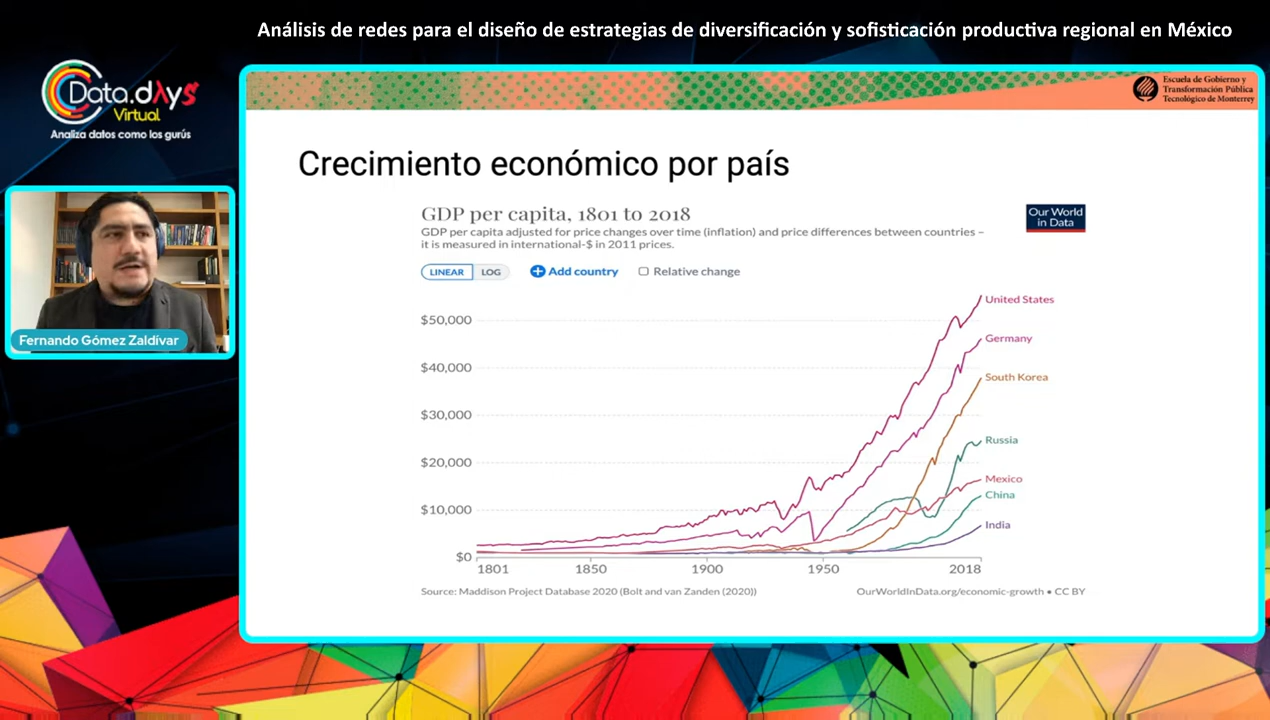 Análisis de redes para el diseño de estrategias de diversificación y sofisticación productiva regional en México
Data.dλys
Virtual
Analiza datos como los gurús
Escuela de Gobierno y
Transformación Pública
Tecnológico de Monterrey
Fernando Gómez Zaldívar
Crecimiento económico por país
GDP per capita, 1801 to 2018
GDP per capita adjusted for price changes over time (inflation) and price differences between countries –
it is measured in international-$ in 2011 prices.
Our World
in Data
LINEAR LOG Add country Relative change
United States
$50,000
Germany
$40,000
South Korea
$30,000
Russia
$20,000
Mexico
China
$10,000
India
$0
1801 1850 1900 1950 2018
Source: Maddison Project Database 2020 (Bolt and van Zanden (2020))
OurWorldInData.org/economic-growth • CC BY